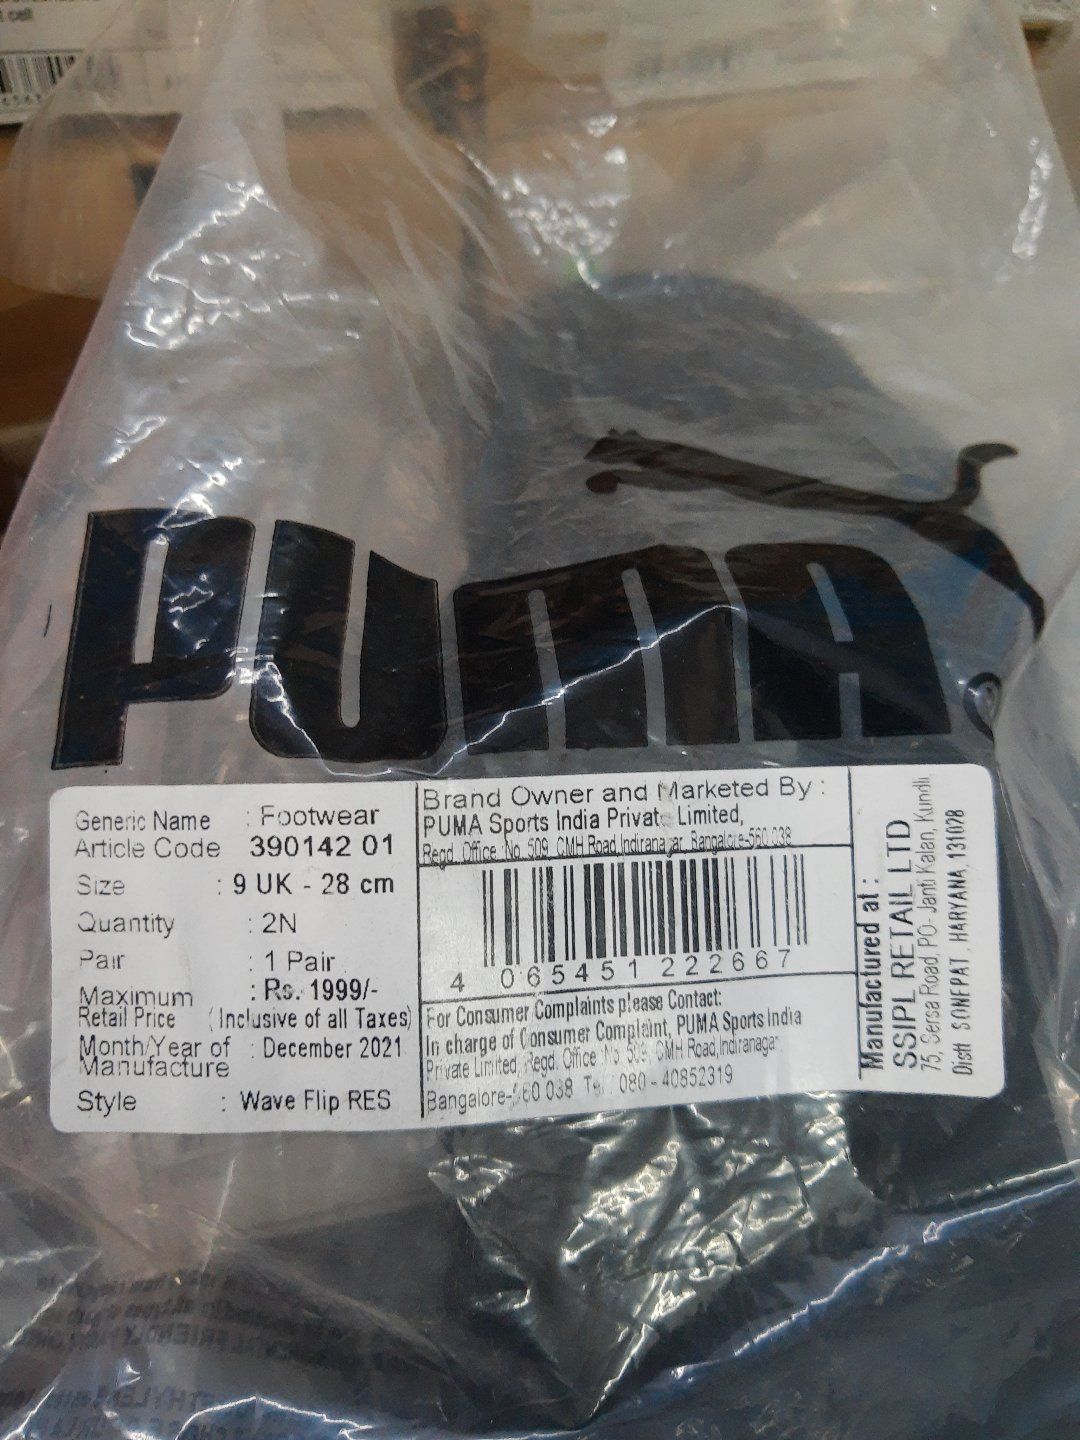 t cell
PUMA
Generic Name : Footwear
Article Code 390142 01
Size : 9 UK - 28 cm
Quantity : 2N
Pair : 1 Pair
Maximum : Rs. 1999/-
Retail Price (Inclusive of all Taxes)
Month/Year of : December 2021
Manufacture
Style : Wave Flip RES
Brand Owner and Marketed By :
PUMA Sports India Private Limited,
Regd. Office No. 509, CMH Road, Indiranagar, Bangalore-560 038
4 065451 222667
For Consumer Complaints please Contact:
In charge of Consumer Complaint, PUMA Sports India
Private Limited, Regd. Office : No. 509, CMH Road, Indiranagar
Bangalore-560 038 Tel : 080 - 40852319
Manufactured at :
SSIPL RETAIL LTD
75, Sersa Road, PO- Janti Kalan, Kundli,
Distt SONEPAT , HARYANA, 131028